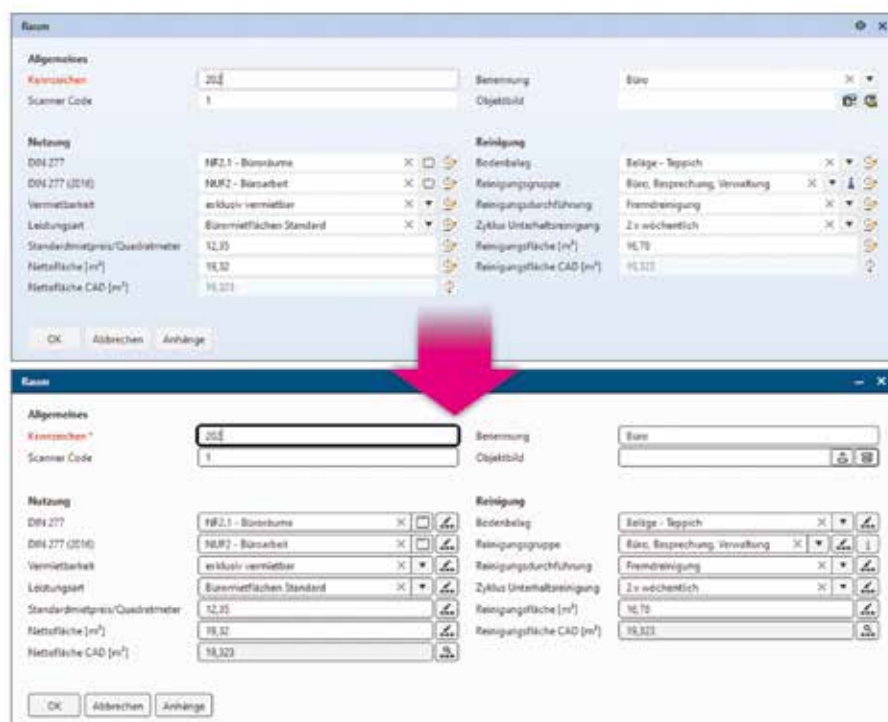 Raum
Allgemeines
Kennzeichen 202 Benennung Büro
Scanner Code 1 Objektbild
Nutzung Reinigung
DIN 277 NF2.1 - Büroräume Bodenbelag Beläge - Teppich
DIN 277 (2016) NUF2 - Büroarbeit Reinigungsgruppe Büro, Besprechung, Verwaltung
Vermietbarkeit exklusiv vermietbar Reinigungsdurchführung Fremdreinigung
Leistungsart Büromietflächen Standard Zyklus Unterhaltsreinigung 2 x wöchentlich
Standardmietpreis/Quadratmeter 12,35 Reinigungsfläche [m²] 16,78
Nettofläche [m²] 19,32 Reinigungsfläche CAD [m²] 19,323
Nettofläche CAD [m²] 19,323
OK Abbrechen Anhänge
Raum
Allgemeines
Kennzeichen * 202 Benennung Büro
Scanner Code 1 Objektbild
Nutzung Reinigung
DIN 277 NF2.1 - Büroräume Bodenbelag Beläge - Teppich
DIN 277 (2016) NUF2 - Büroarbeit Reinigungsgruppe Büro, Besprechung, Verwaltung
Vermietbarkeit exklusiv vermietbar Reinigungsdurchführung Fremdreinigung
Leistungsart Büromietflächen Standard Zyklus Unterhaltsreinigung 2 x wöchentlich
Standardmietpreis/Quadratmeter 12,35 Reinigungsfläche [m²] 16,78
Nettofläche [m²] 19,32 Reinigungsfläche CAD [m²] 19,323
Nettofläche CAD [m²] 19,323
OK Abbrechen Anhänge